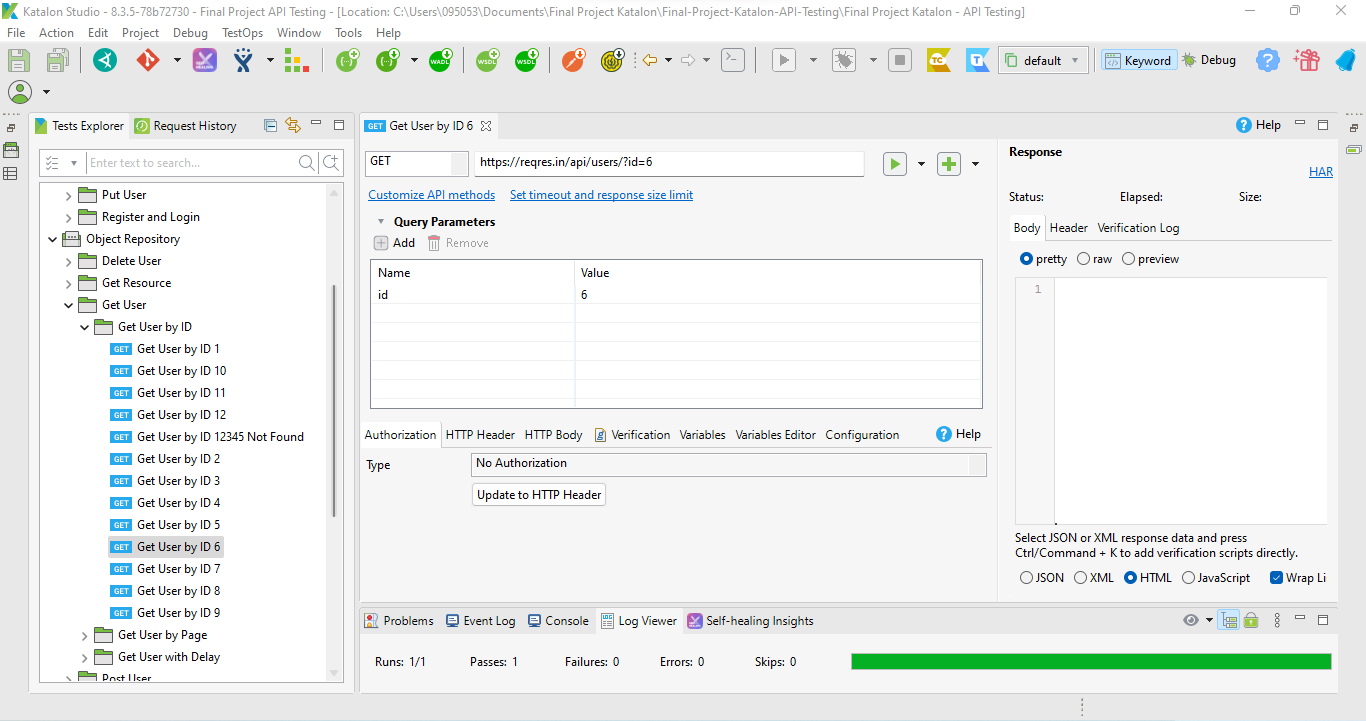 Katalon Studio - 8.3.5-78b72730 - Final Project API Testing - [Location: C:\Users\095053\Documents\Final Project Katalon\Final-Project-Katalon-API-Testing\Final Project Katalon - API Testing]
File Action Edit Project Debug TestOps Window Tools Help
WADL WSDL WSDL TC T default Keyword Debug
Tests Explorer Request History
Enter text to search...
Put User
Register and Login
Object Repository
Delete User
Get Resource
Get User
Get User by ID
GET Get User by ID 1
GET Get User by ID 10
GET Get User by ID 11
GET Get User by ID 12
GET Get User by ID 12345 Not Found
GET Get User by ID 2
GET Get User by ID 3
GET Get User by ID 4
GET Get User by ID 5
GET Get User by ID 6
GET Get User by ID 7
GET Get User by ID 8
GET Get User by ID 9
Get User by Page
Get User with Delay
Post User
GET Get User by ID 6
Help
GET https://reqres.in/api/users/?id=6
Customize API methods Set timeout and response size limit
Query Parameters
Add Remove
Name Value
id 6
Authorization HTTP Header HTTP Body Verification Variables Variables Editor Configuration Help
Type No Authorization
Update to HTTP Header
Response
HAR
Status: Elapsed: Size:
Body Header Verification Log
pretty raw preview
1
Select JSON or XML response data and press
Ctrl/Command + K to add verification scripts directly.
JSON XML HTML JavaScript Wrap Li
Problems Event Log Console Log Viewer Self-healing Insights
Runs: 1/1 Passes: 1 Failures: 0 Errors: 0 Skips: 0